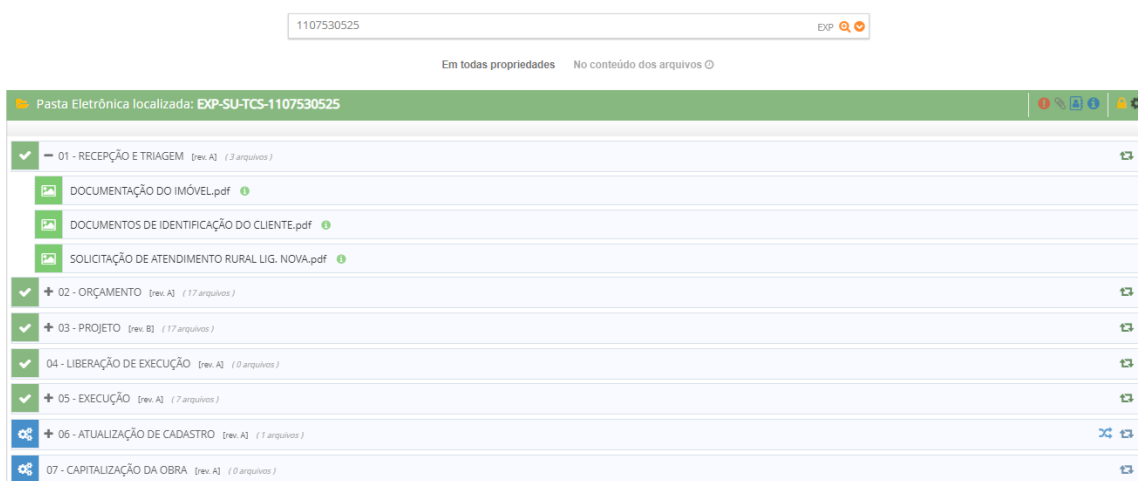 1107530525 EXP
Em todas propriedades No conteúdo dos arquivos
Pasta Eletrônica localizada: EXP-SU-TCS-1107530525
01 - RECEPÇÃO E TRIAGEM [rev. A] ( 3 arquivos )
DOCUMENTAÇÃO DO IMÓVEL.pdf
DOCUMENTOS DE IDENTIFICAÇÃO DO CLIENTE.pdf
SOLICITAÇÃO DE ATENDIMENTO RURAL LIG. NOVA.pdf
02 - ORÇAMENTO [rev. A] ( 17 arquivos )
03 - PROJETO [rev. B] ( 17 arquivos )
04 - LIBERAÇÃO DE EXECUÇÃO [rev. A] ( 0 arquivos )
05 - EXECUÇÃO [rev. A] ( 7 arquivos )
06 - ATUALIZAÇÃO DE CADASTRO [rev. A] ( 1 arquivos )
07 - CAPITALIZAÇÃO DA OBRA [rev. A] ( 0 arquivos )